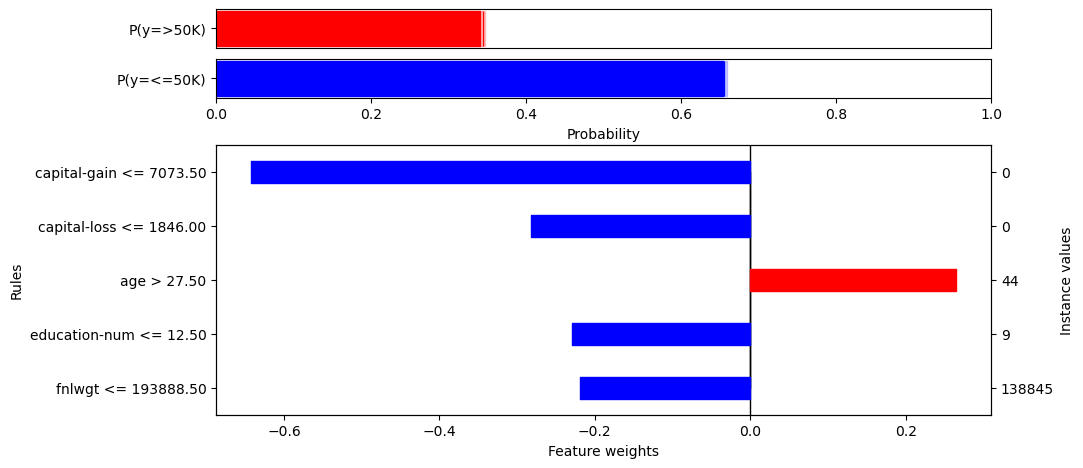 P(y=>50K)
P(y=<=50K)
0.0 0.2 0.4 0.6 0.8 1.0
Probability
Rules
capital-gain <= 7073.50 0
capital-loss <= 1846.00 0
age > 27.50 44
education-num <= 12.50 9
fnlwgt <= 193888.50 138845
Instance values
−0.6 −0.4 −0.2 0.0 0.2
Feature weights